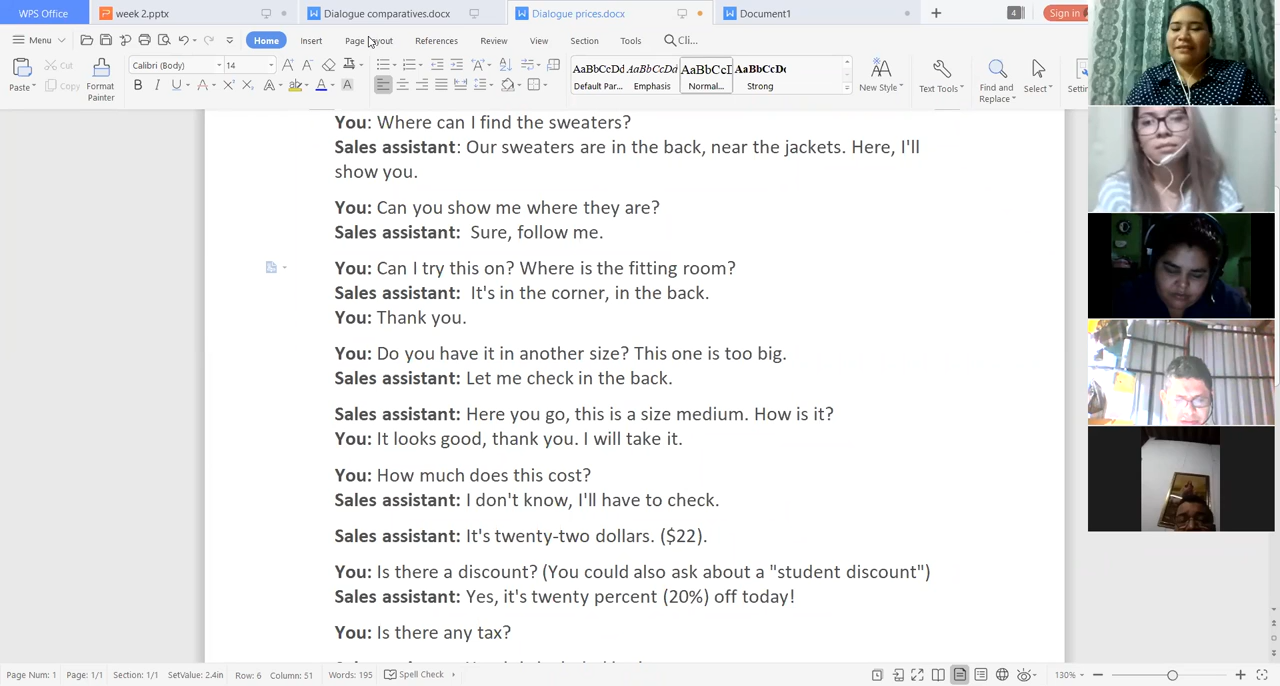 WPS Office
week 2.pptx
Dialogue comparatives.docx
Dialogue prices.docx
Document1
4
Sign in
Menu
Home
Insert
Page Layout
References
Review
View
Section
Tools
Cli...
Paste
Cut
Copy
Format Painter
Calibri (Body)
14
AaBbCcDd
AaBbCcDd
AaBbCcI
AaBbCcDc
Default Par...
Emphasis
Normal...
Strong
New Style
Text Tools
Find and Replace
Select
You: Where can I find the sweaters?
Sales assistant: Our sweaters are in the back, near the jackets. Here, I'll
show you.
You: Can you show me where they are?
Sales assistant:  Sure, follow me.
You: Can I try this on? Where is the fitting room?
Sales assistant:  It's in the corner, in the back.
You: Thank you.
You: Do you have it in another size? This one is too big.
Sales assistant: Let me check in the back.
Sales assistant: Here you go, this is a size medium. How is it?
You: It looks good, thank you. I will take it.
You: How much does this cost?
Sales assistant: I don't know, I'll have to check.
Sales assistant: It's twenty-two dollars. ($22).
You: Is there a discount? (You could also ask about a "student discount")
Sales assistant: Yes, it's twenty percent (20%) off today!
You: Is there any tax?
Page Num: 1
Page: 1/1
Section: 1/1
SetValue: 2.4in
Row: 6
Column: 51
Words: 195
Spell Check
130%